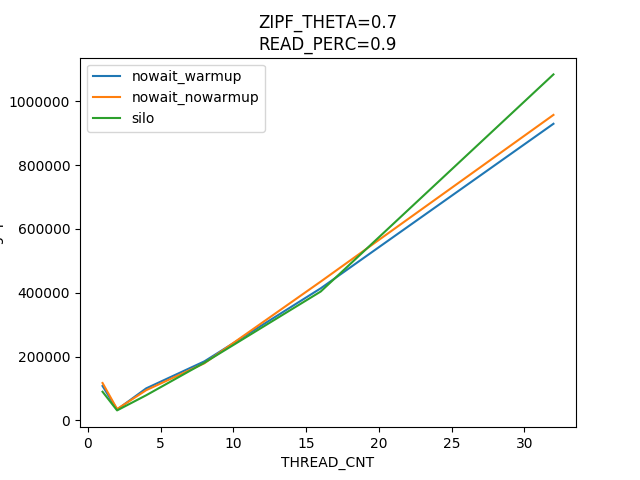 ZIPF_THETA=0.7
READ_PERC=0.9
nowait_warmup
nowait_nowarmup
silo
1000000
800000
600000
400000
200000
0
0 5 10 15 20 25 30
THREAD_CNT